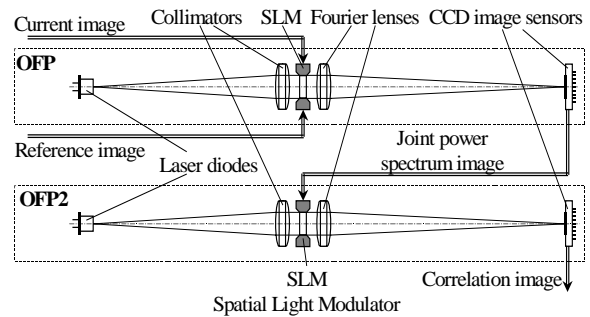 Collimators SLM Fourier lenses CCD image sensors
Current image
OFP
Reference image
Laser diodes
Joint power
spectrum image
OFP2
SLM
Spatial Light Modulator
Correlation image